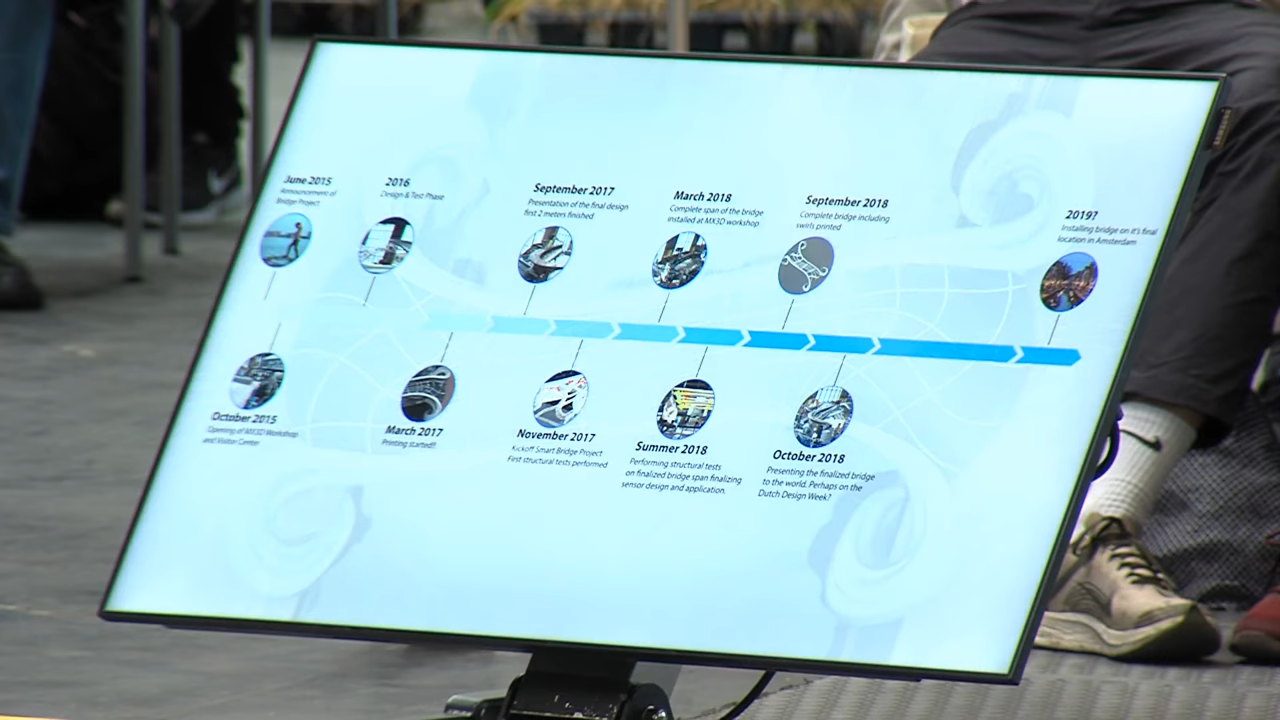 June 2015
Announcement of
Bridge Project
2016
Design & Test Phase
September 2017
Presentation of the final design
first 2 meters finished
March 2018
Complete span of the bridge
installed at MX3D workshop
September 2018
Complete bridge including
swirls printed
2019?
Installing bridge on it's final
location in Amsterdam
October 2015
Opening of MX3D Workshop
and Visitor Center
March 2017
Printing started!
November 2017
Kickoff Smart Bridge Project
First structural tests performed
Summer 2018
Performing structural tests
on finalized bridge span finalizing
sensor design and application.
October 2018
Presenting the finalized bridge
to the world. Perhaps on the
Dutch Design Week?